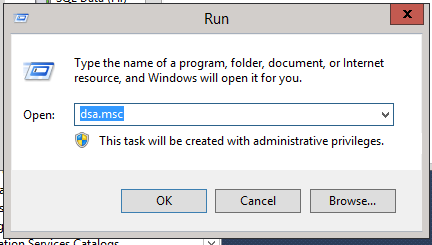 SQL Data (Fil
Run
Type the name of a program, folder, document, or Internet
resource, and Windows will open it for you.
Open:
dsa.msc
This task will be created with administrative privileges.
OK
Cancel
Browse...
ation Services Catalogs